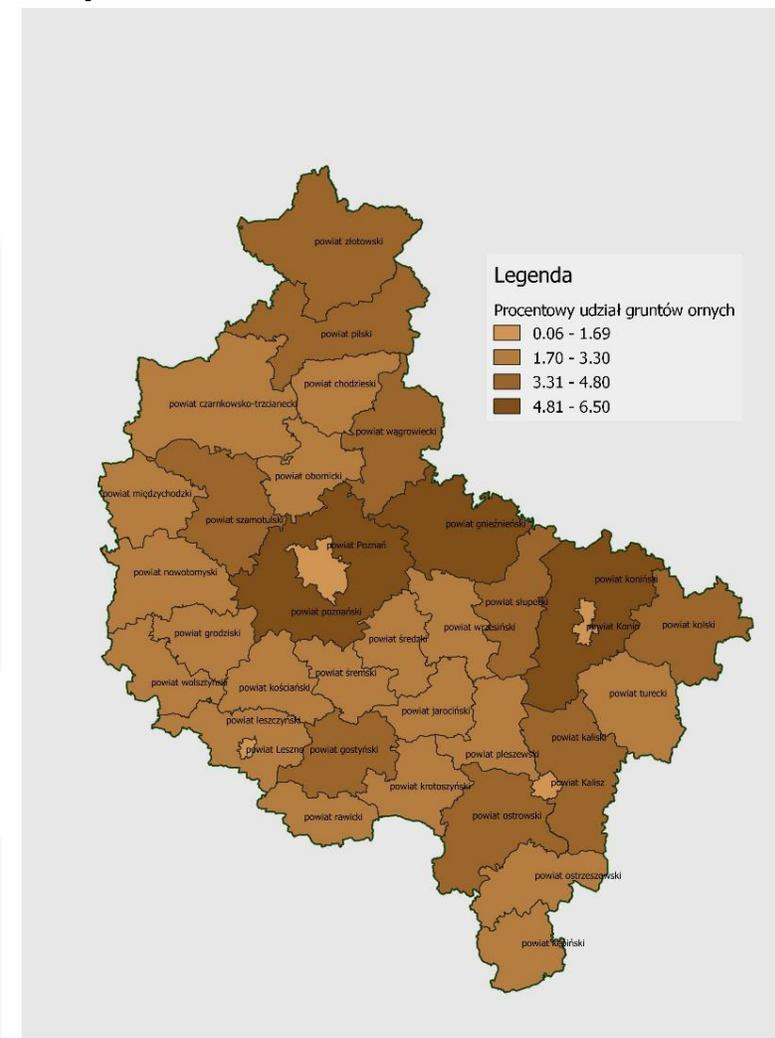 powiat złotowski
Legenda
Procentowy udział gruntów ornych
0.06 - 1.69
1.70 - 3.30
3.31 - 4.80
4.81 - 6.50
powiat pilski
powiat chodzieski
powiat czarnkowsko-trzcianecki
powiat wągrowiecki
powiat obornicki
powiat międzychodzki
powiat szamotulski
powiat gnieźnieński
powiat Poznań
powiat nowotomyski
powiat koniński
powiat słupecki
powiat poznański
powiat kolski
powiat Konin
powiat wrzesiński
powiat grodziski
powiat średzki
powiat śremski
powiat wolsztyński
powiat kościański
powiat turecki
powiat jarociński
powiat leszczyński
powiat kaliski
powiat Leszno
powiat gostyński
powiat pleszewski
powiat Kalisz
powiat krotoszyński
powiat rawicki
powiat ostrowski
powiat ostrzeszowski
powiat kępiński